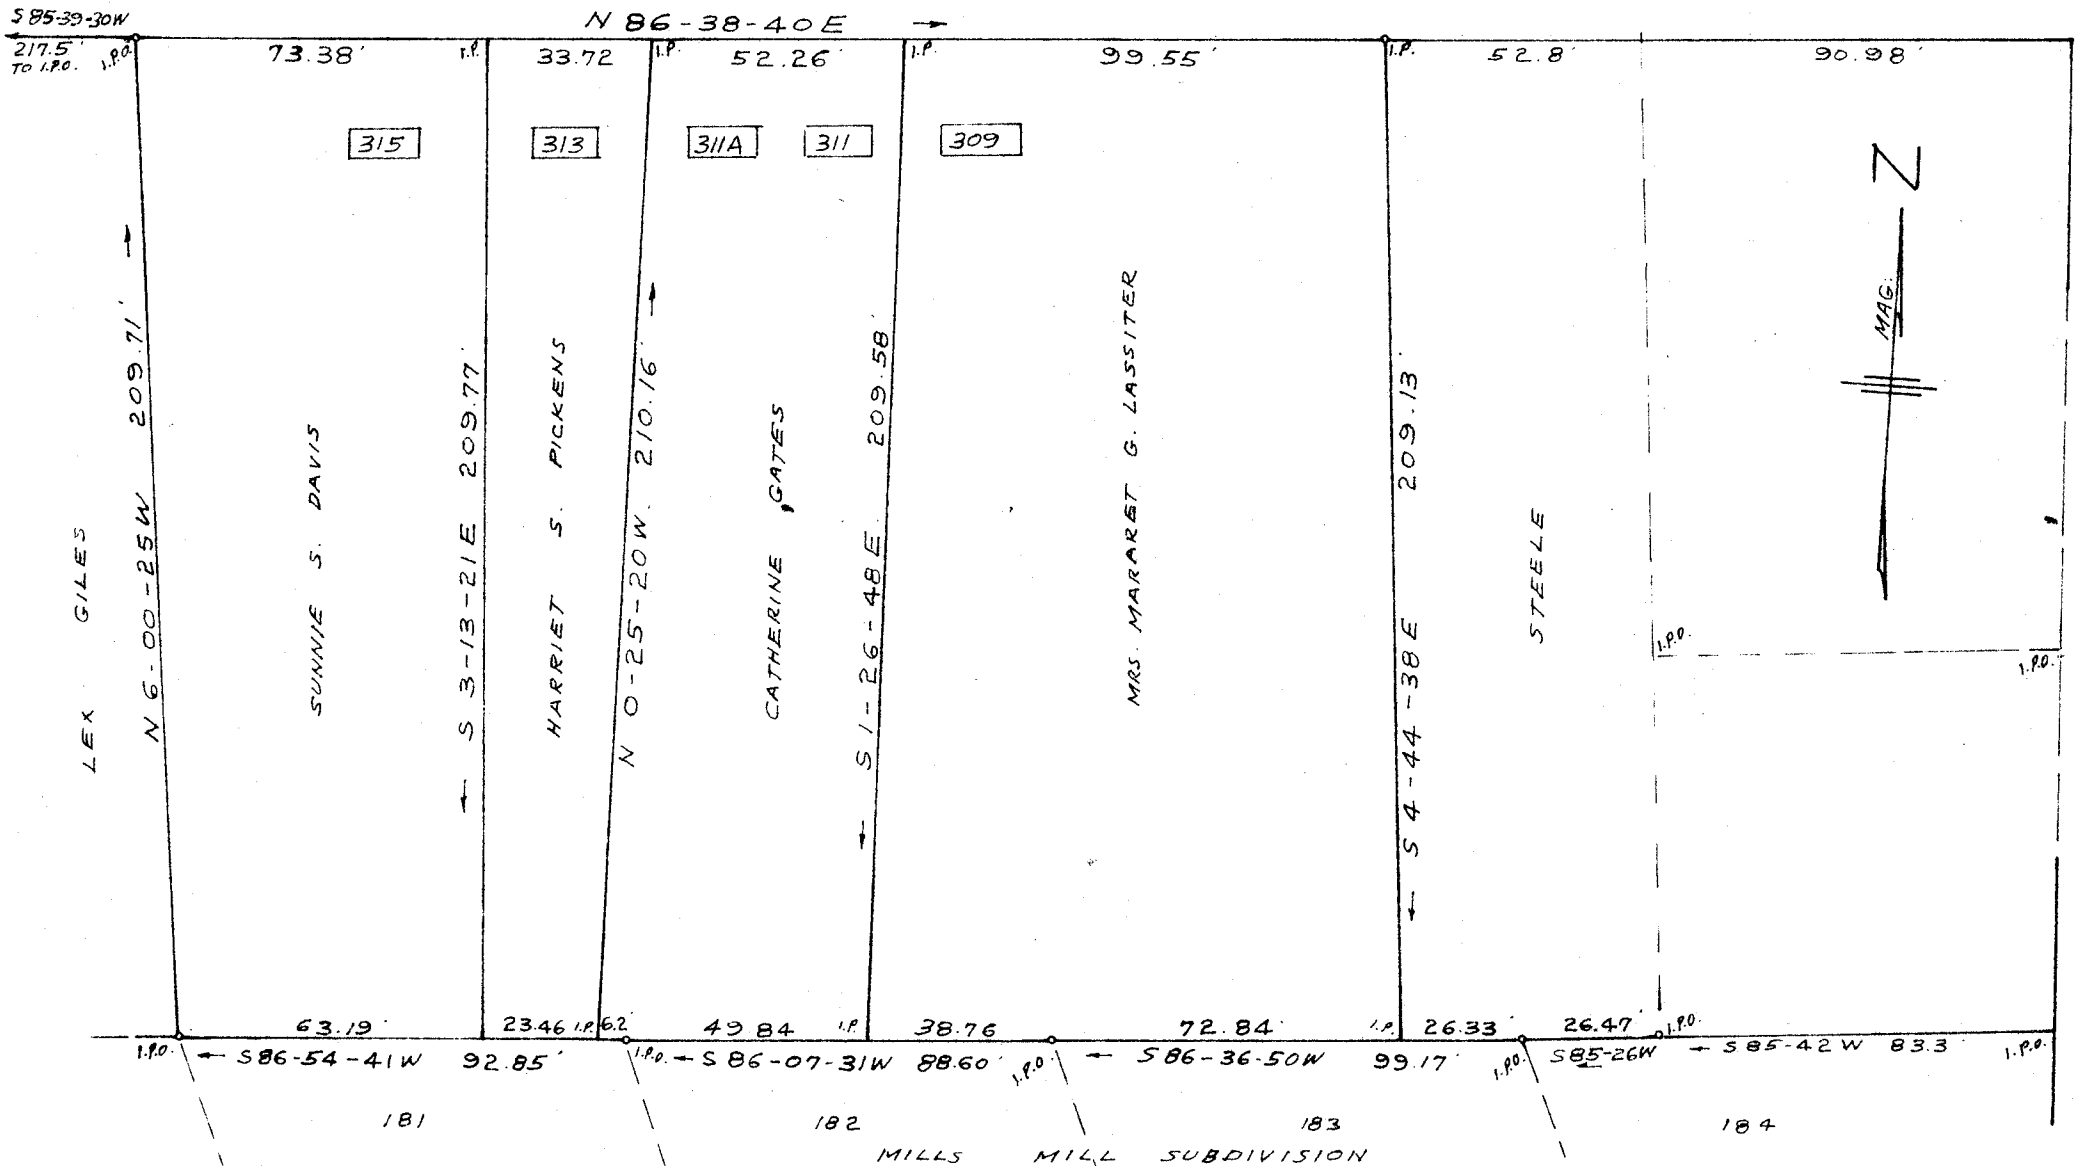 S 85-39-30W
N 86-38-40E
217.5'
TO I.P.O.
I.P.O.
73.38'
I.P.
33.72
I.P.
52.26'
I.P.
99.55'
I.P.
52.8'
90.98'
315
313
311A
311
309
N
MAG.
LEX GILES
N 6-00-25W 209.71'
SUNNIE S. DAVIS
S 3-13-21E 209.77'
HARRIET S. PICKENS
N 0-25-20W. 210.16'
CATHERINE GATES
S 1-26-48E 209.58'
MRS. MARARET G. LASSITER
S 4-44-38E 209.13'
STEELE
I.P.O.
I.P.O.
63.19'
23.46
I.P.
6.2'
49.84
I.P.
38.76
72.84'
I.P.
26.33'
26.47'
I.P.O.
I.P.O.
S 86-54-41W 92.85'
I.P.O.
S 86-07-31W 88.60'
I.P.O.
S 86-36-50W 99.17'
I.P.O.
S 85-26W
S 85-42 W 83.3'
I.P.O.
181
182
183
184
MILLS MILL SUBDIVISION